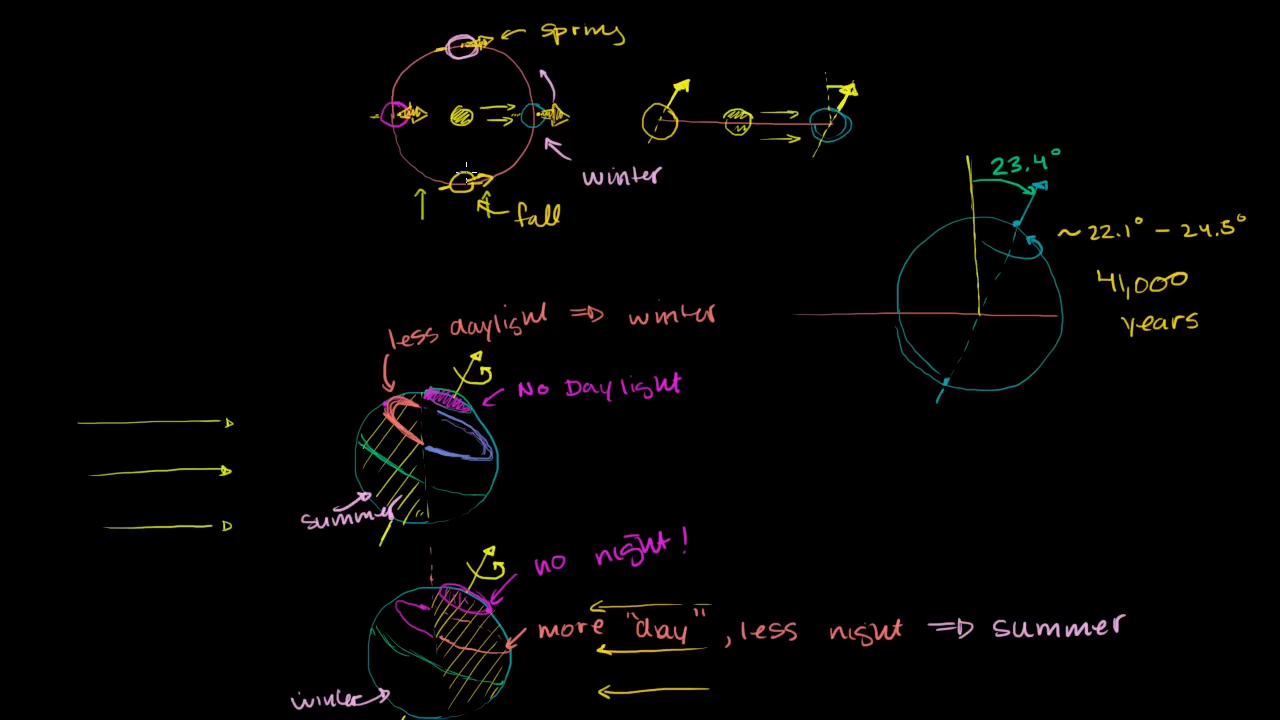 spring
winter
fall
23.4°
~22.1° - 24.5°
41,000
years
less daylight ⇒ winter
No Daylight
summer
no night!
more "day", less night ⇒ summer
winter